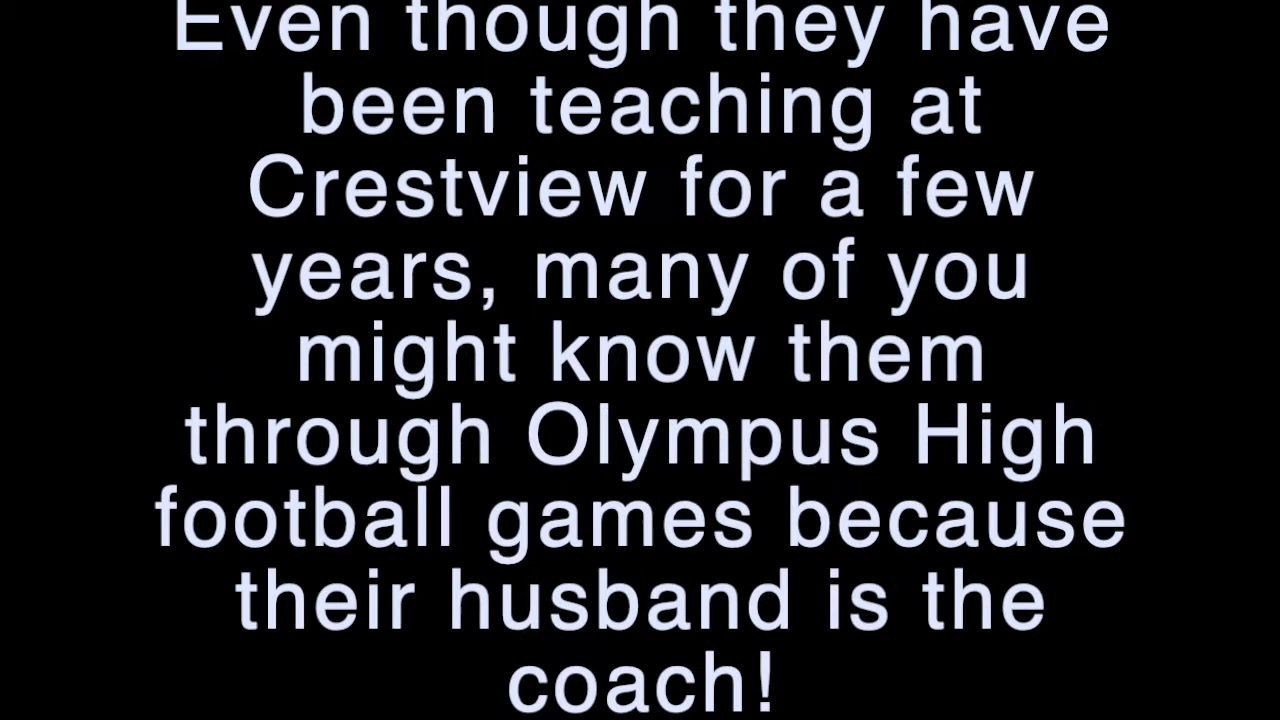 Even though they have
been teaching at
Crestview for a few
years, many of you
might know them
through Olympus High
football games because
their husband is the
coach!